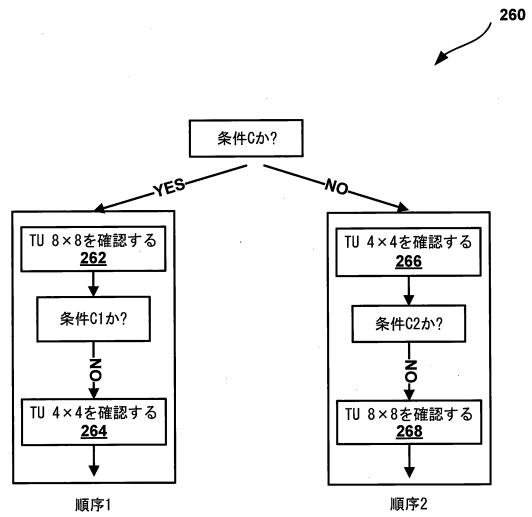 260
条件Cか?
YES
NO
TU 8×8を確認する
262
条件C1か?
NO
TU 4×4を確認する
264
順序1
TU 4×4を確認する
266
条件C2か?
NO
TU 8×8を確認する
268
順序2